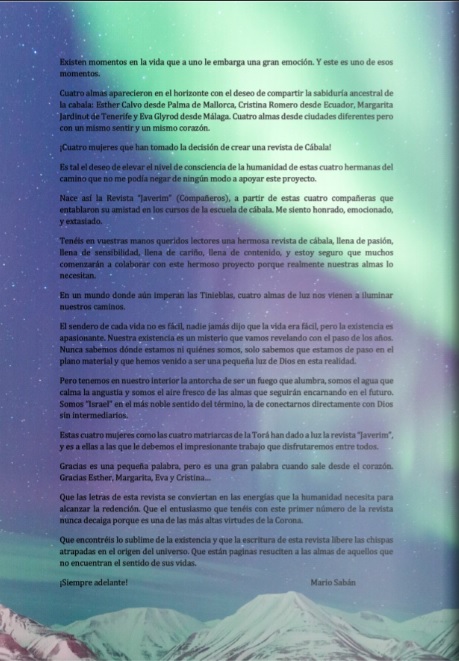 Existen momentos en la vida que a uno le embarga una gran emoción. Y este es uno de esos
momentos.
Cuatro almas aparecieron en el horizonte con el deseo de compartir la sabiduría ancestral de
la cabala: Esther Calvo desde Palma de Mallorca, Cristina Romero desde Ecuador, Margarita
Jardinot de Tenerife y Eva Glyrod desde Málaga. Cuatro almas desde ciudades diferentes pero
con un mismo sentir y un mismo corazón.
¡Cuatro mujeres que han tomado la decisión de crear una revista de Cábala!
Es tal el deseo de elevar el nivel de consciencia de la humanidad de estas cuatro hermanas del
camino que no me podía negar de ningún modo a apoyar este proyecto.
Nace así la Revista "Javerim" (Compañeros), a partir de estas cuatro compañeras que
entablaron su amistad en los cursos de la escuela de cábala. Me siento honrado, emocionado,
y extasiado.
Tenéis en vuestras manos queridos lectores una hermosa revista de cábala, llena de pasión,
llena de sensibilidad, llena de cariño, llena de contenido, y estoy seguro que muchos
comenzarán a colaborar con este hermoso proyecto porque realmente nuestras almas lo
necesitan.
En un mundo donde aún imperan las Tinieblas, cuatro almas de luz nos vienen a iluminar
nuestros caminos.
El sendero de cada vida no es fácil, nadie jamás dijo que la vida era fácil, pero la existencia es
apasionante. Nuestra existencia es un misterio que vamos revelando con el paso de los años.
Nunca sabemos dónde estamos ni quiénes somos, solo sabemos que estamos de paso en el
plano material y que hemos venido a ser una pequeña luz de Dios en esta realidad.
Pero tenemos en nuestro interior la antorcha de ser un fuego que alumbra, somos el agua que
calma la angustia y somos el aire fresco de las almas que seguirán encarnando en el futuro.
Somos "Israel" en el más noble sentido del término, la de conectarnos directamente con Dios
sin intermediarios.
Estas cuatro mujeres como las cuatro matriarcas de la Torá han dado a luz la revista "Javerim",
y es a ellas a las que le debemos el impresionante trabajo que disfrutaremos entre todos.
Gracias es una pequeña palabra, pero es una gran palabra cuando sale desde el corazón.
Gracias Esther, Margarita, Eva y Cristina...
Que las letras de esta revista se conviertan en las energías que la humanidad necesita para
alcanzar la redención. Que el entusiasmo que tenéis con este primer número de la revista
nunca decaiga porque es una de las más altas virtudes de la Corona.
Que encontréis lo sublime de la existencia y que la escritura de esta revista libere las chispas
atrapadas en el origen del universo. Que están paginas resuciten a las almas de aquellos que
no encuentran el sentido de sus vidas.
¡Siempre adelante! Mario Sabán